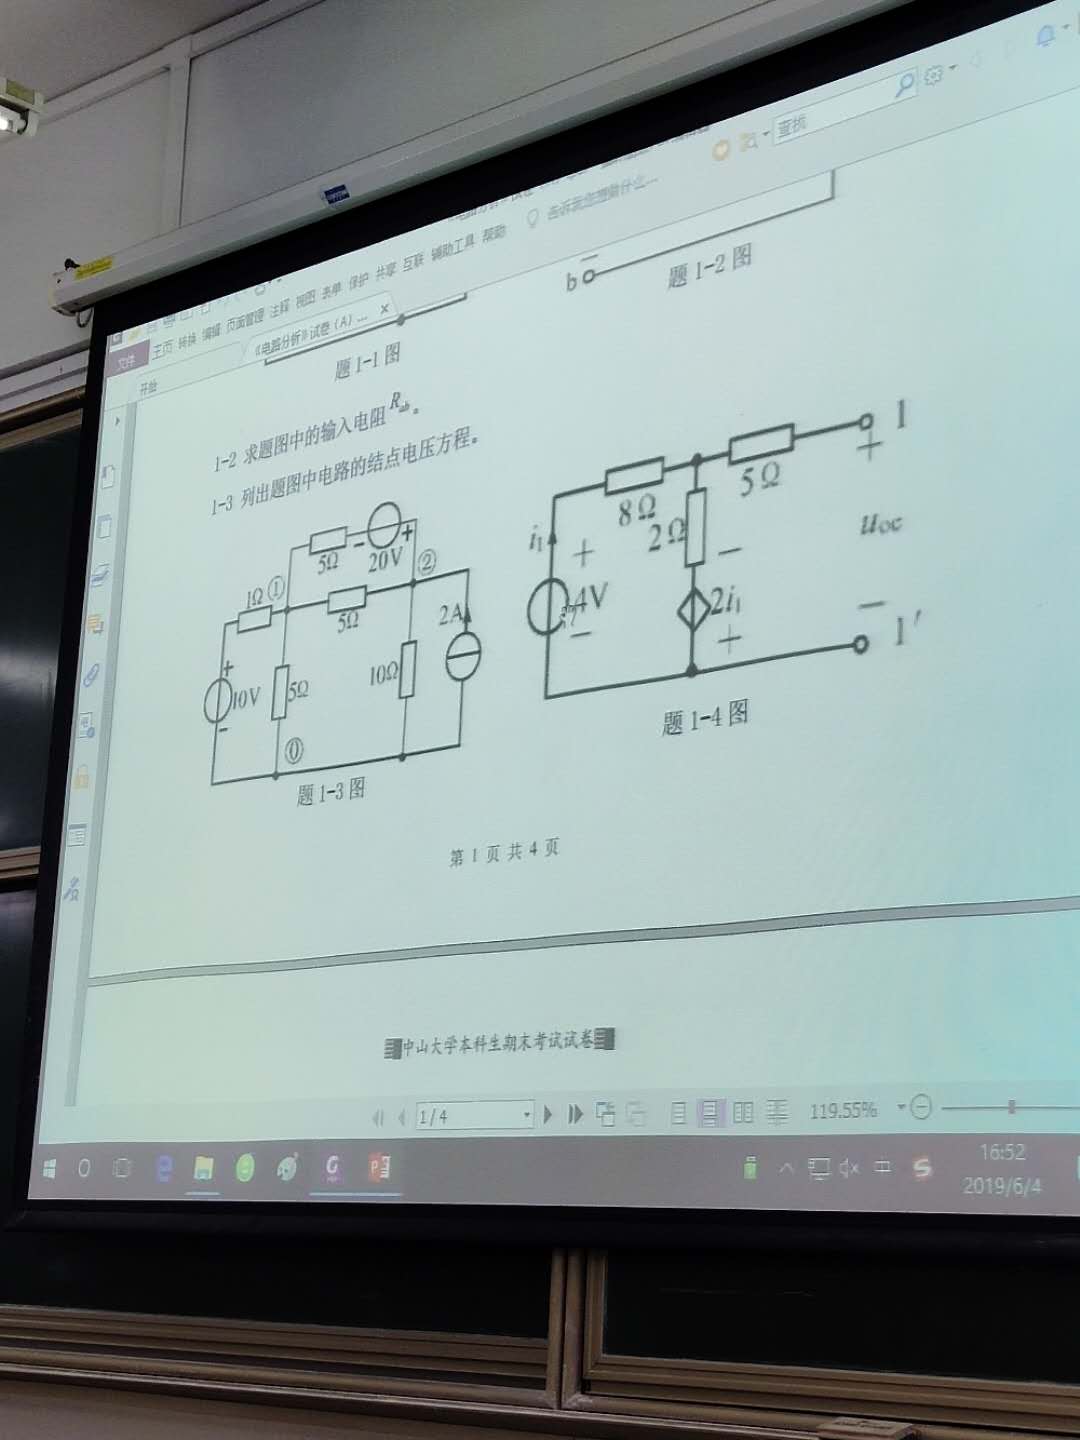 查找
告诉我您想做什么...
文件 主页 转换 编辑 页面管理 注释 视图 表单 保护 共享 互联 辅助工具 帮助
开始
《电路分析》试卷（A）... ×
b
−
题1-2图
题1-1图
1-2 求题图中的输入电阻 Rab。
1-3 列出题图中电路的结点电压方程。
5Ω
−
20V
+
①
②
1Ω
5Ω
2A
+
10V
−
5Ω
10Ω
⓪
题1-3图
1
+
5Ω
8Ω
2Ω
i1
+
4V
−
−
2i1
+
uoc
−
1′
题1-4图
第 1 页 共 4 页
中山大学本科生期末考试试卷
1 / 4
119.55%
中
16:52
2019/6/4